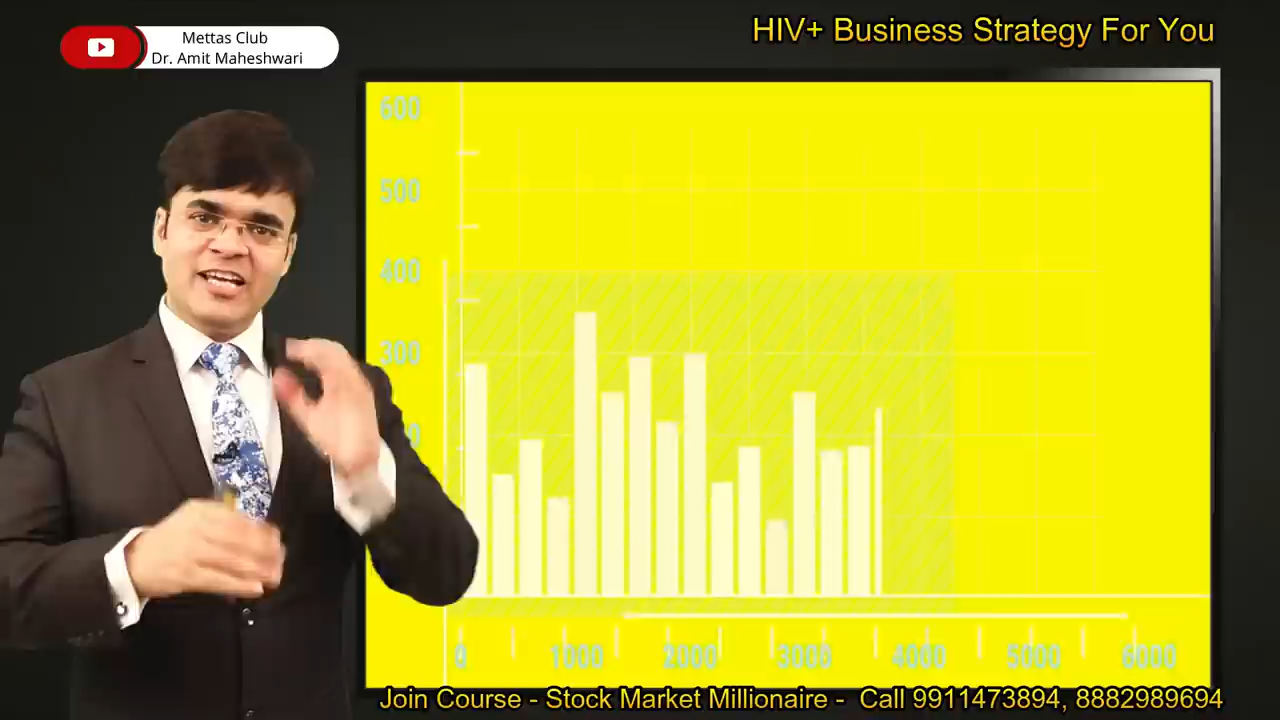 Mettas Club
Dr. Amit Maheshwari
HIV+ Business Strategy For You
600
500
400
300
0 1000 2000 3000 4000 5000 6000
Join Course - Stock Market Millionaire - Call 9911473894, 8882989694